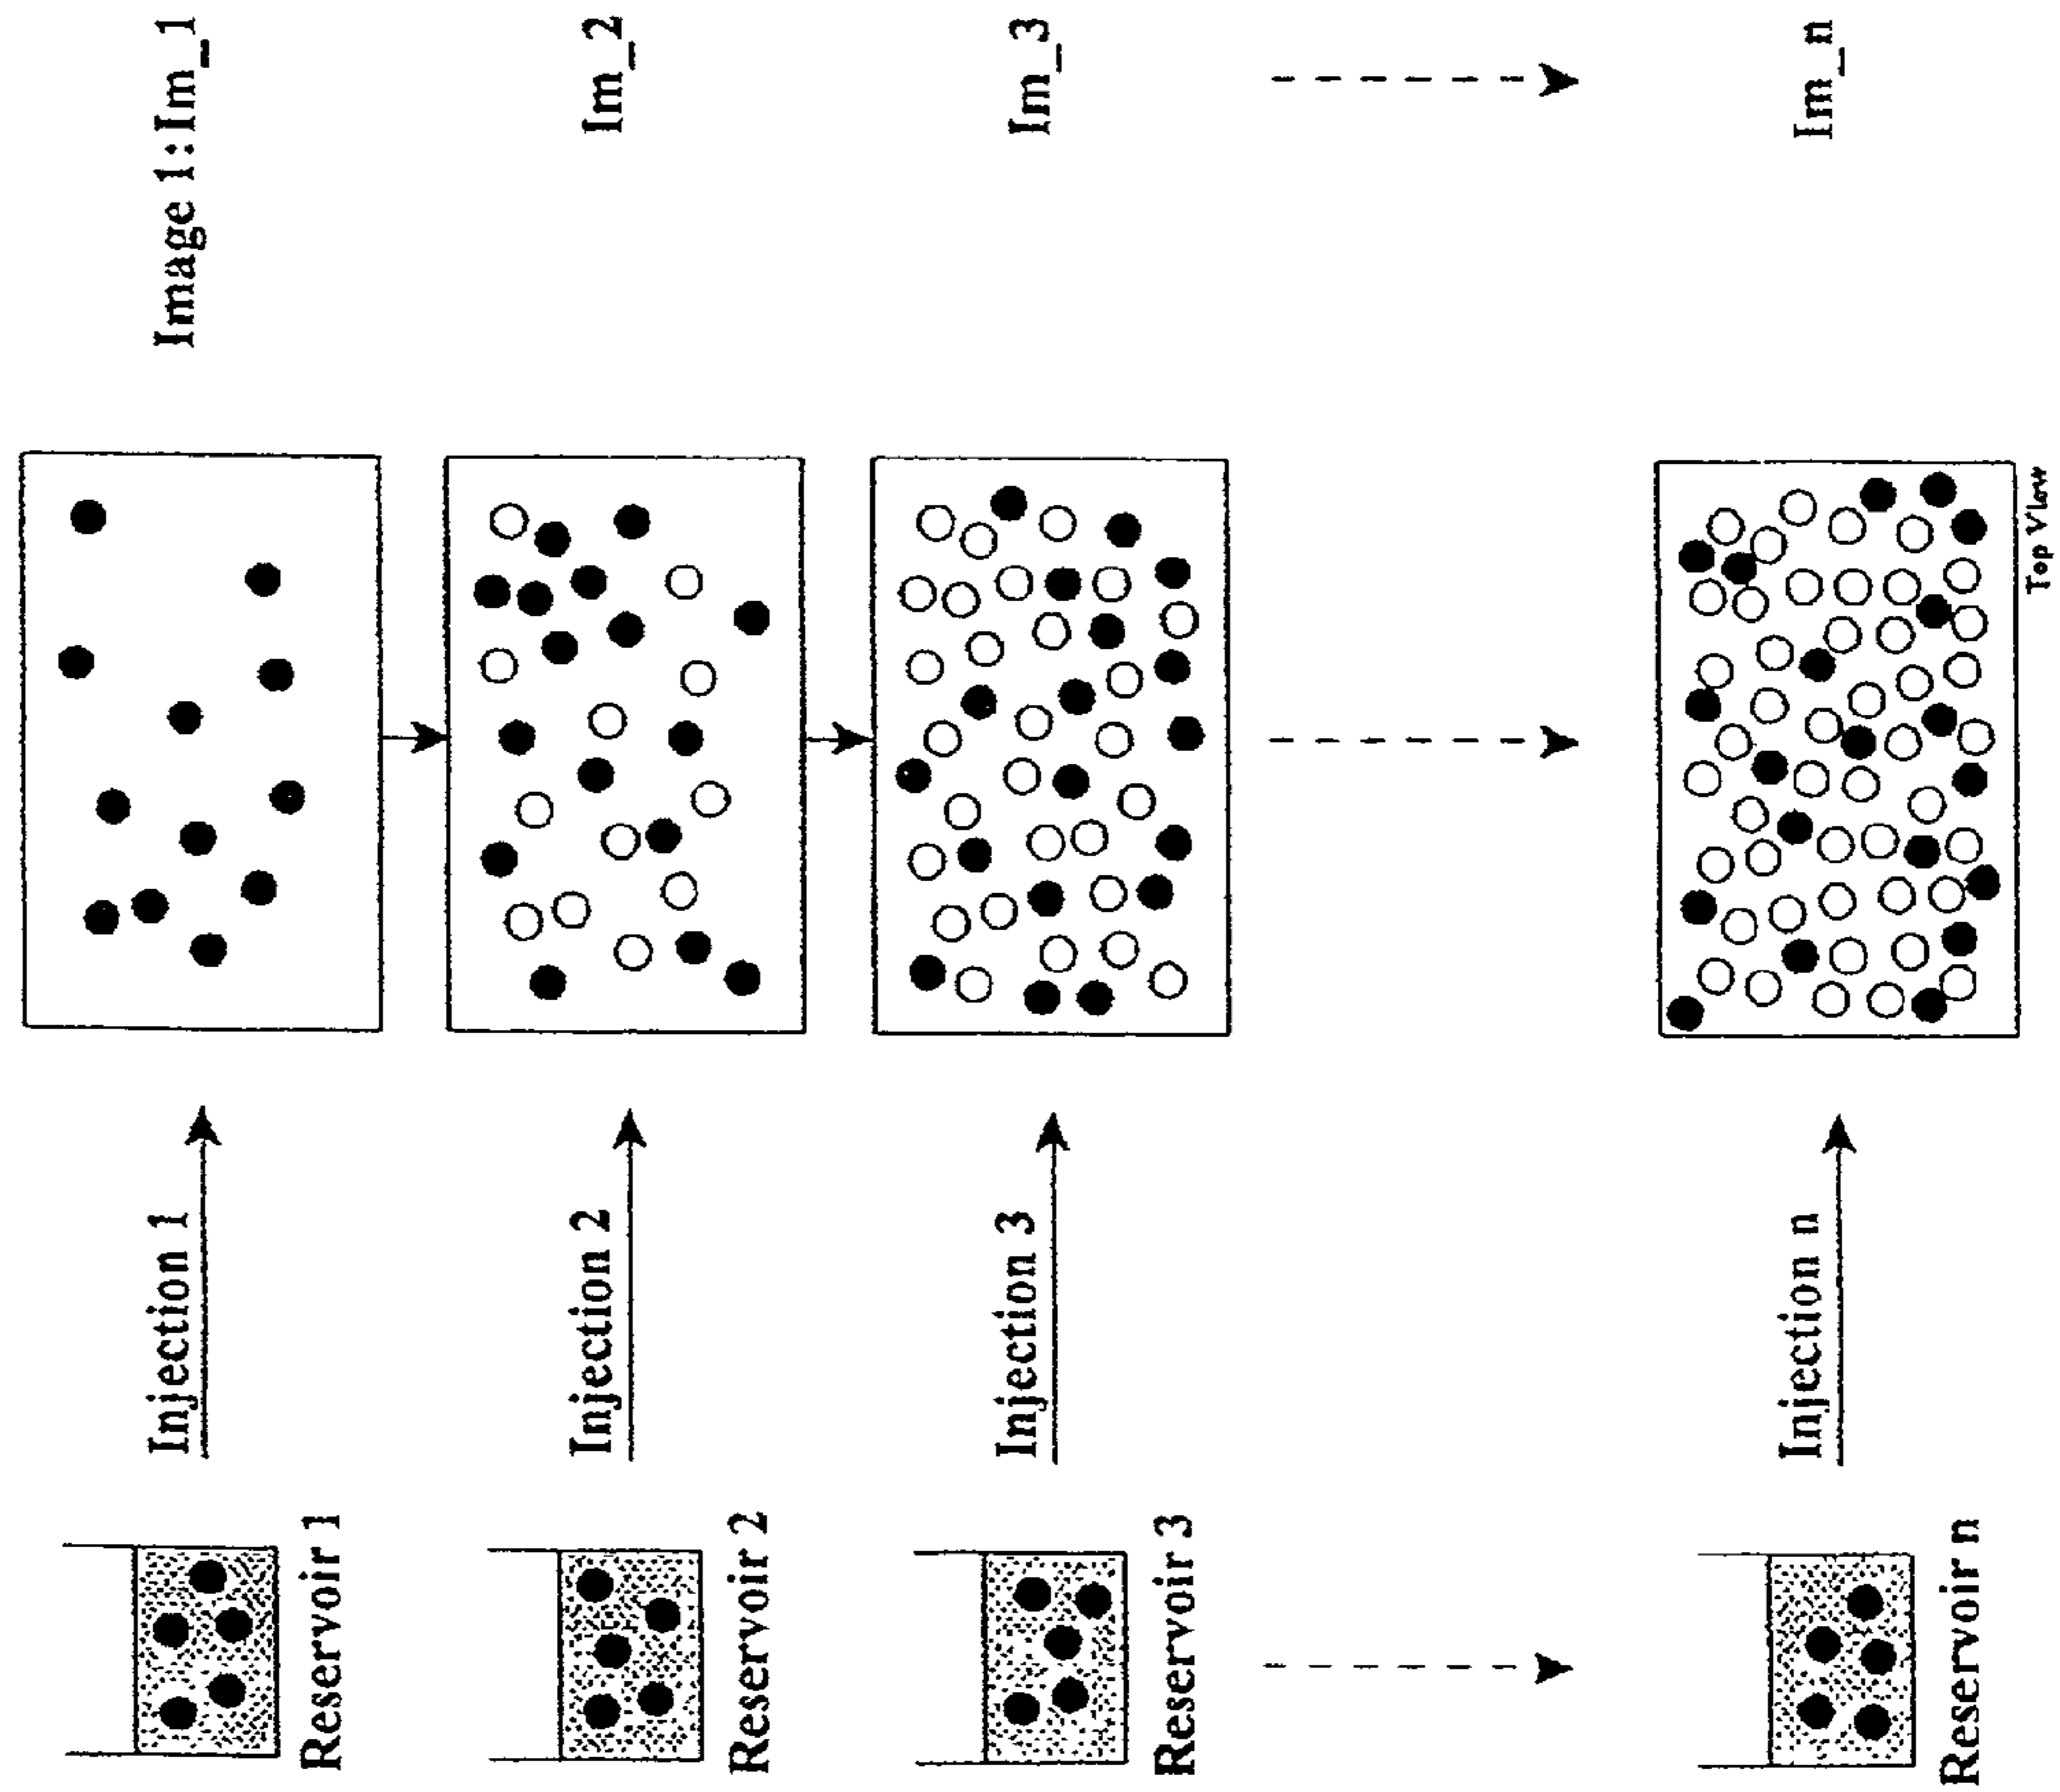 Reservoir 1
Injection 1
Image 1::Im_1
Reservoir 2
Injection 2
Im_2
Reservoir 3
Injection 3
Im_3
Reservoir n
Injection n
Im_n
Top View